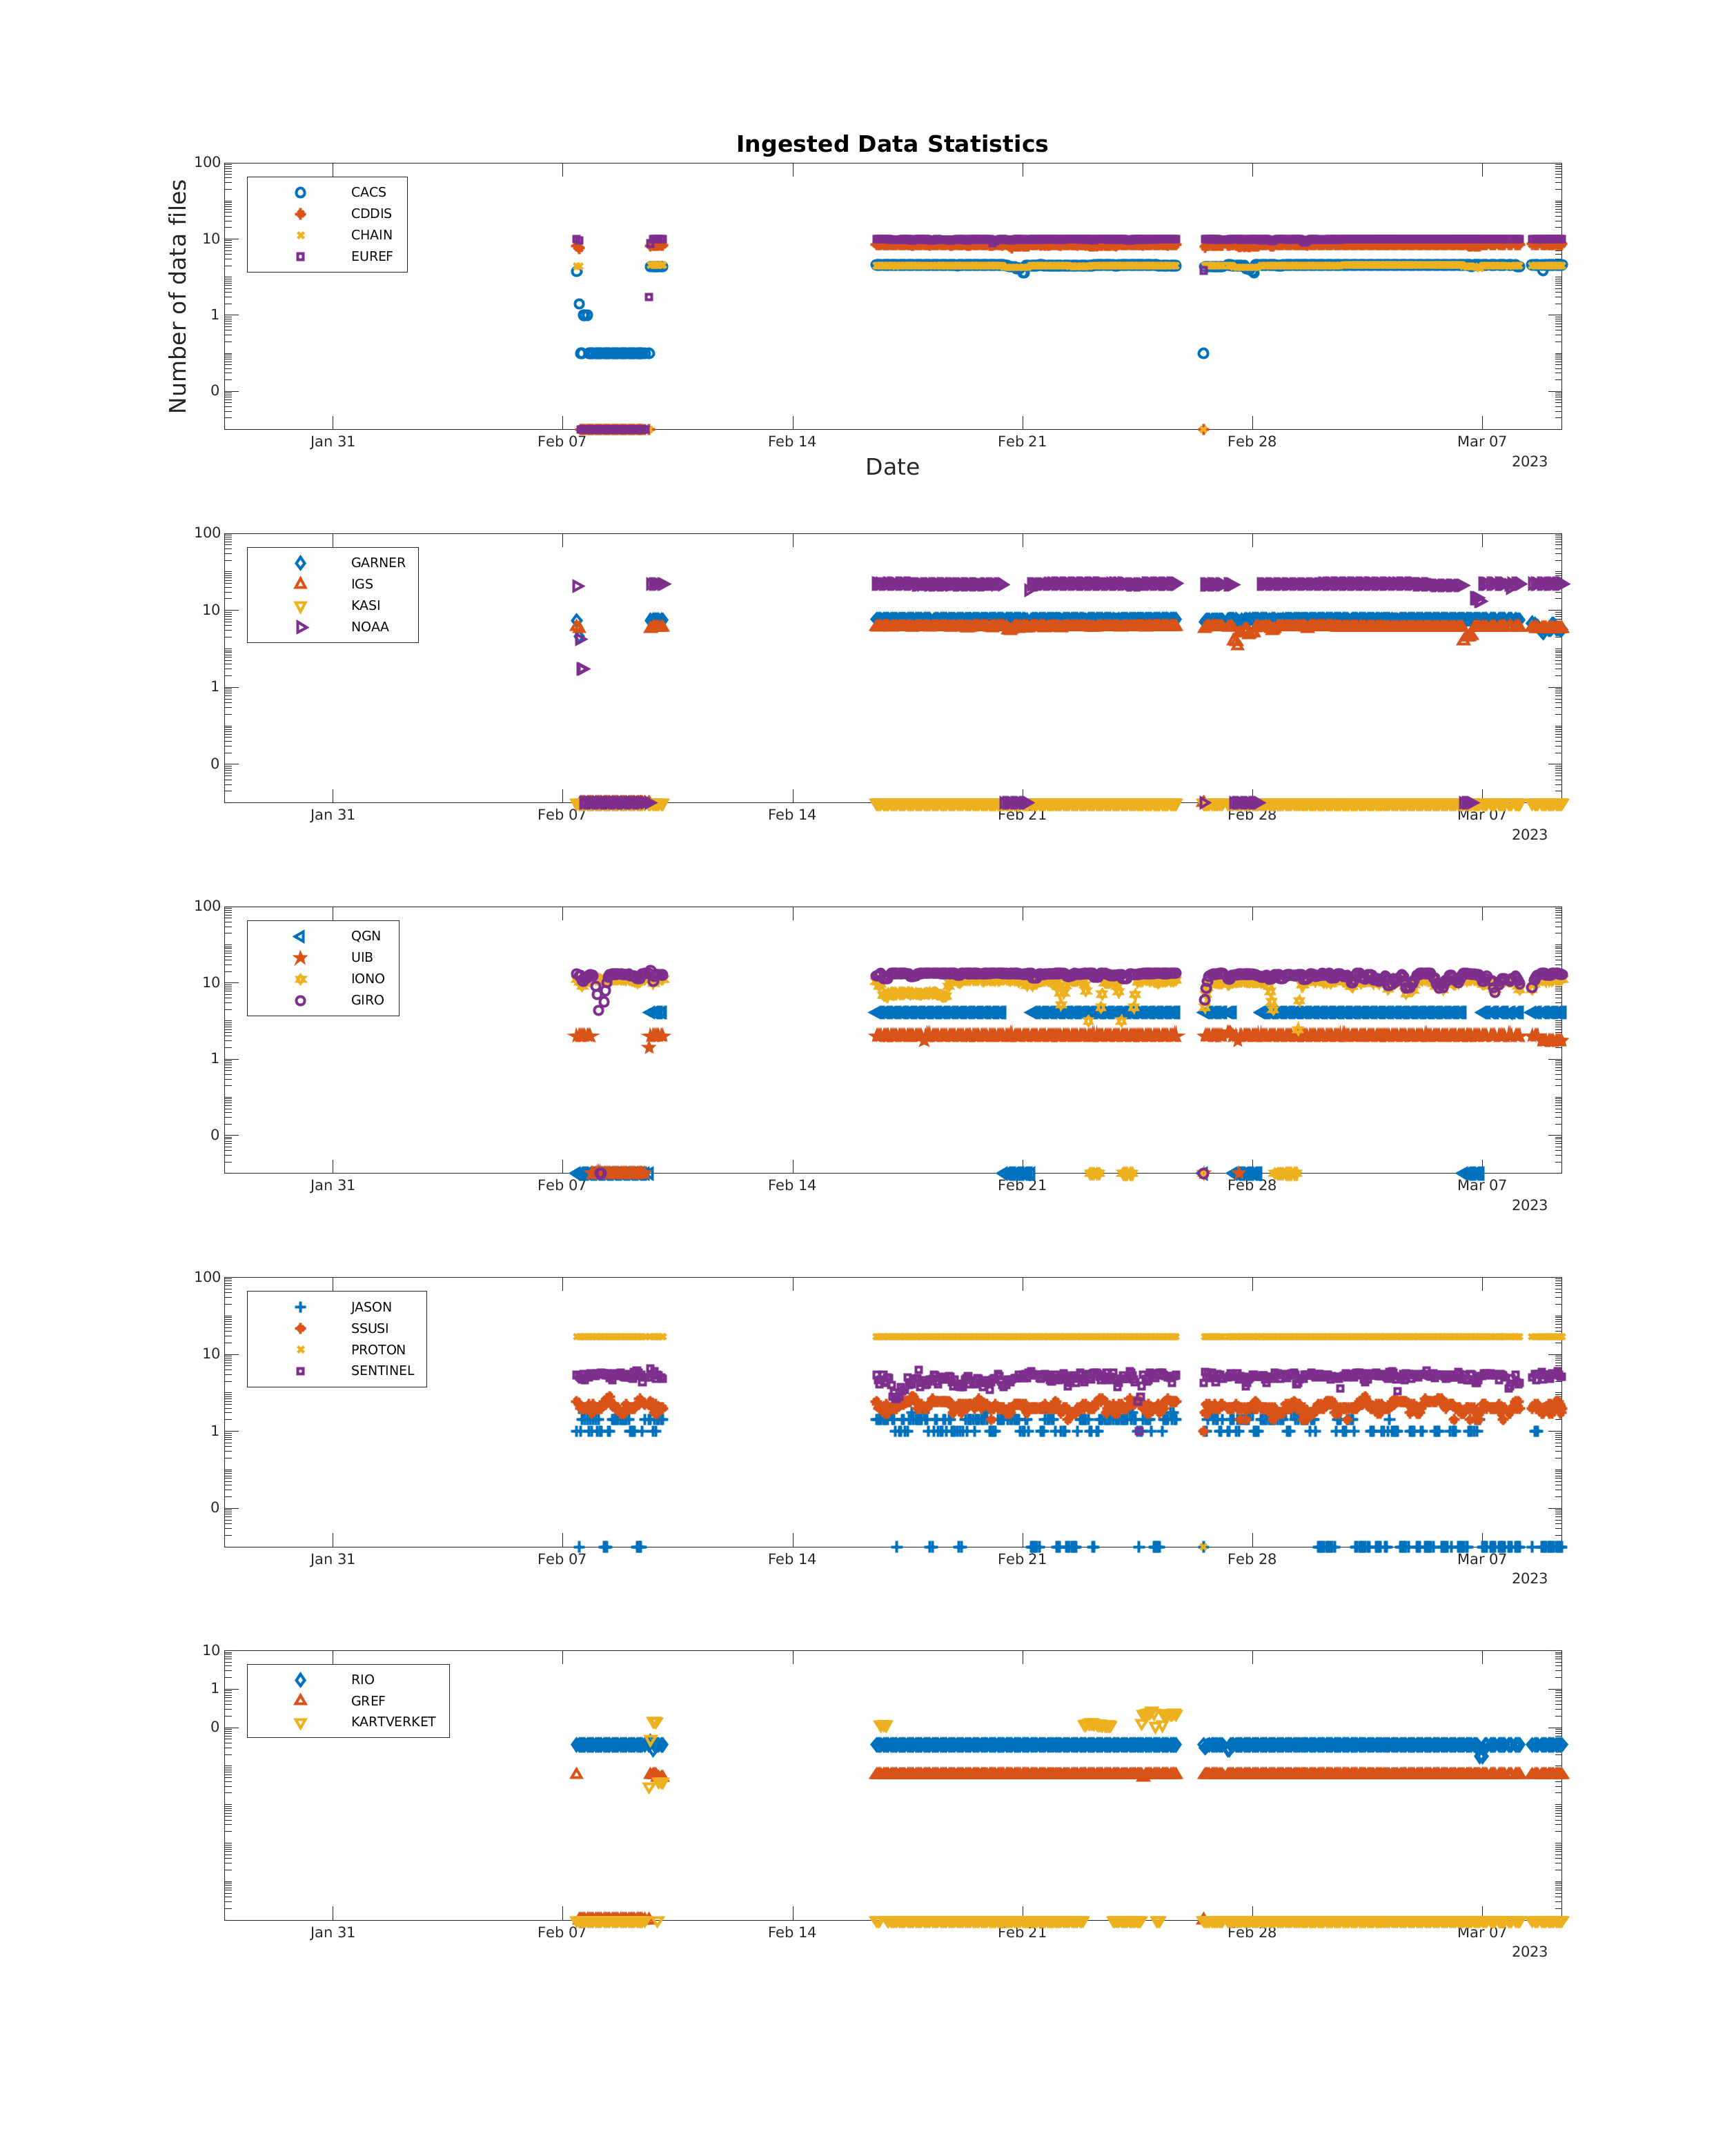 Ingested Data Statistics
Number of data files
100
10
1
0
CACS
CDDIS
CHAIN
EUREF
Jan 31 Feb 07 Feb 14 Feb 21 Feb 28 Mar 07
2023
Date
100
10
1
0
GARNER
IGS
KASI
NOAA
Jan 31 Feb 07 Feb 14 Feb 21 Feb 28 Mar 07
2023
100
10
1
0
QGN
UIB
IONO
GIRO
Jan 31 Feb 07 Feb 14 Feb 21 Feb 28 Mar 07
2023
100
10
1
0
JASON
SSUSI
PROTON
SENTINEL
Jan 31 Feb 07 Feb 14 Feb 21 Feb 28 Mar 07
2023
10
1
0
RIO
GREF
KARTVERKET
Jan 31 Feb 07 Feb 14 Feb 21 Feb 28 Mar 07
2023